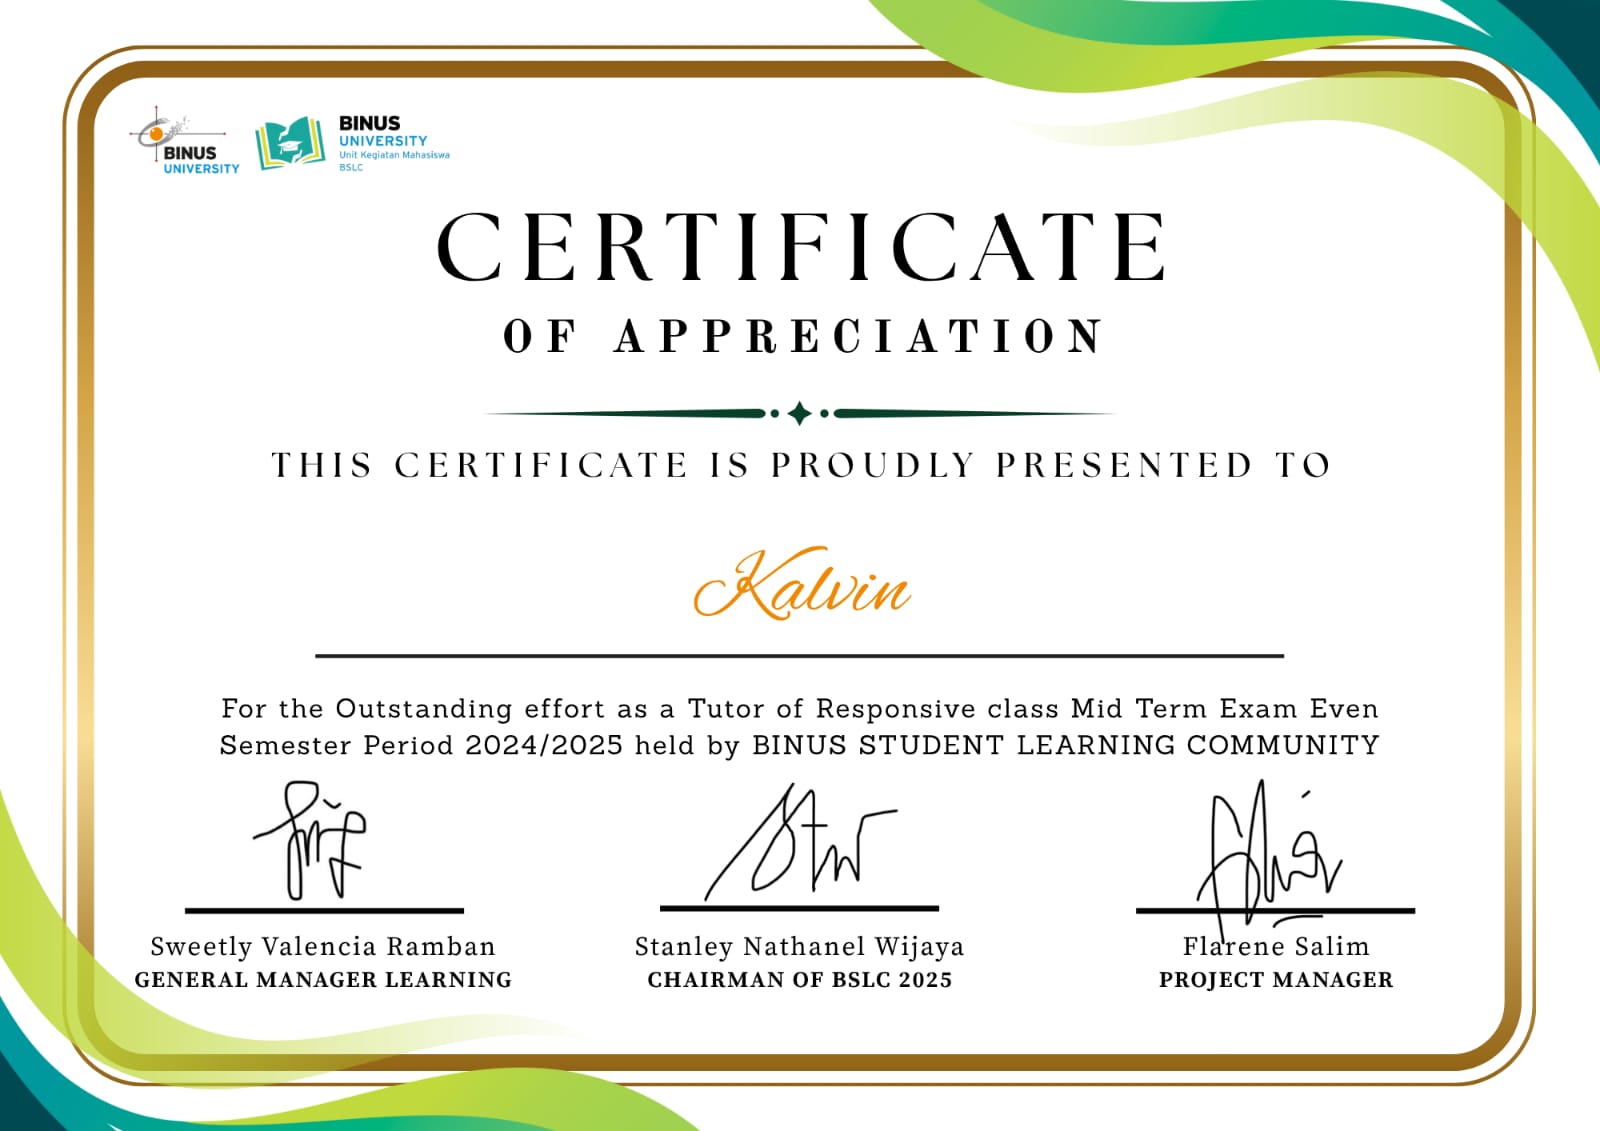 BINUS
UNIVERSITY
BINUS
UNIVERSITY
Unit Kegiatan Mahasiswa
BSLC
CERTIFICATE
OF APPRECIATION
THIS CERTIFICATE IS PROUDLY PRESENTED TO
Kalvin
For the Outstanding effort as a Tutor of Responsive class Mid Term Exam Even
Semester Period 2024/2025 held by BINUS STUDENT LEARNING COMMUNITY
Sweetly Valencia Ramban
GENERAL MANAGER LEARNING
Stanley Nathanel Wijaya
CHAIRMAN OF BSLC 2025
Flarene Salim
PROJECT MANAGER